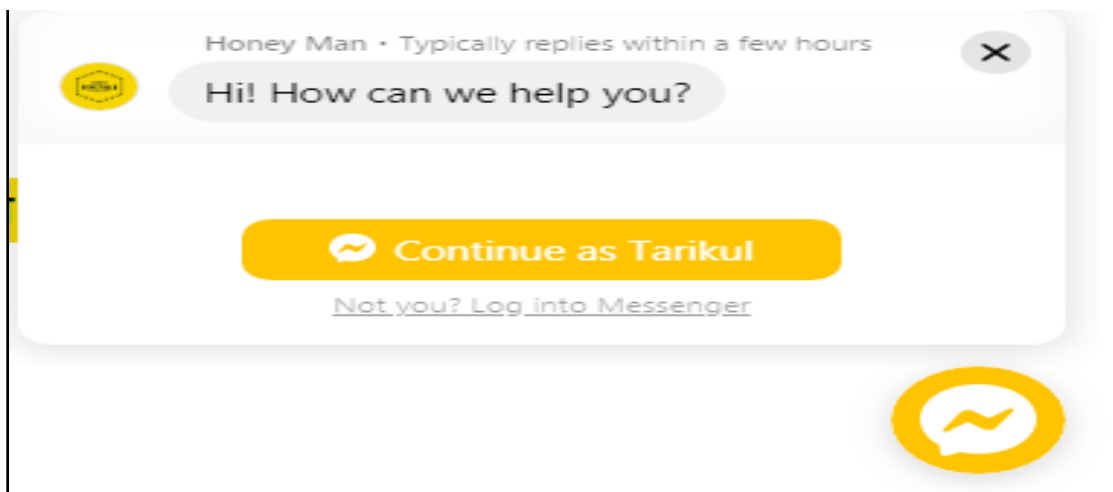 Honey Man · Typically replies within a few hours
Hi! How can we help you?
Continue as Tarikul
Not you? Log into Messenger